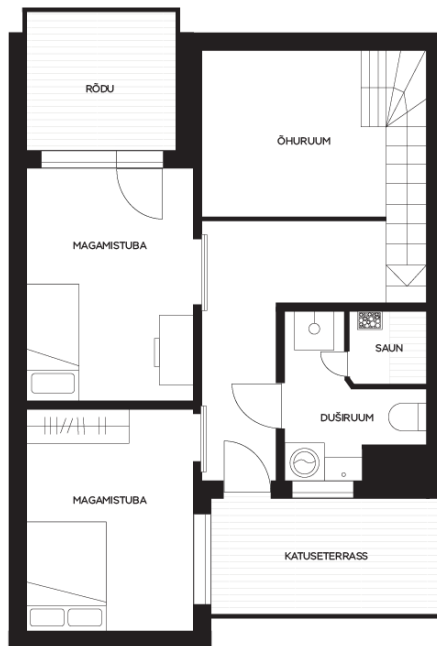 RÕDU
ÕHURUUM
MAGAMISTUBA
SAUN
DUŠIRUUM
MAGAMISTUBA
KATUSETERRASS